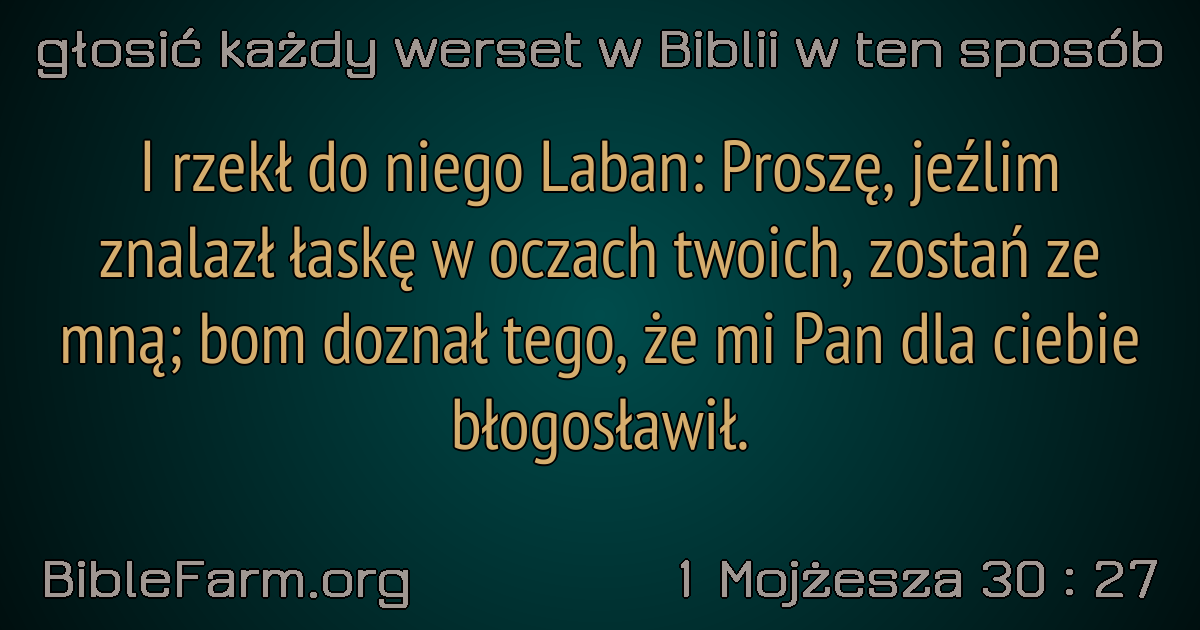 głosić każdy werset w Biblii w ten sposób
I rzekł do niego Laban: Proszę, jeźlim
znalazł łaskę w oczach twoich, zostań ze
mną; bom doznał tego, że mi Pan dla ciebie
błogosławił.
BibleFarm.org
1 Mojżesza 30 : 27